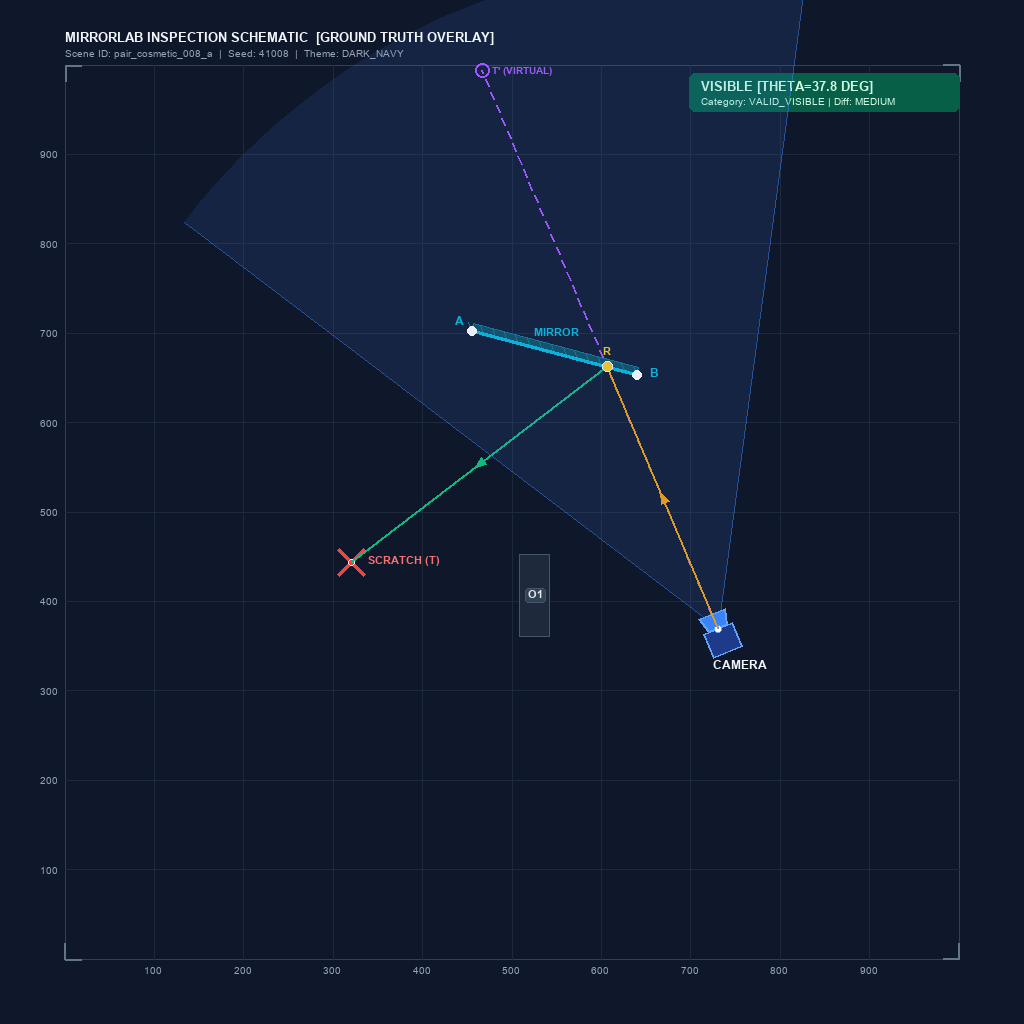 MIRRORLAB INSPECTION SCHEMATIC [GROUND TRUTH OVERLAY]
Scene ID: pair_cosmetic_008_a | Seed: 41008 | Theme: DARK_NAVY
T' (VIRTUAL)
VISIBLE [THETA=37.8 DEG]
Category: VALID_VISIBLE | Diff: MEDIUM
900
800
700
600
500
400
300
200
100
A
MIRROR
R
B
SCRATCH (T)
O1
CAMERA
100 200 300 400 500 600 700 800 900